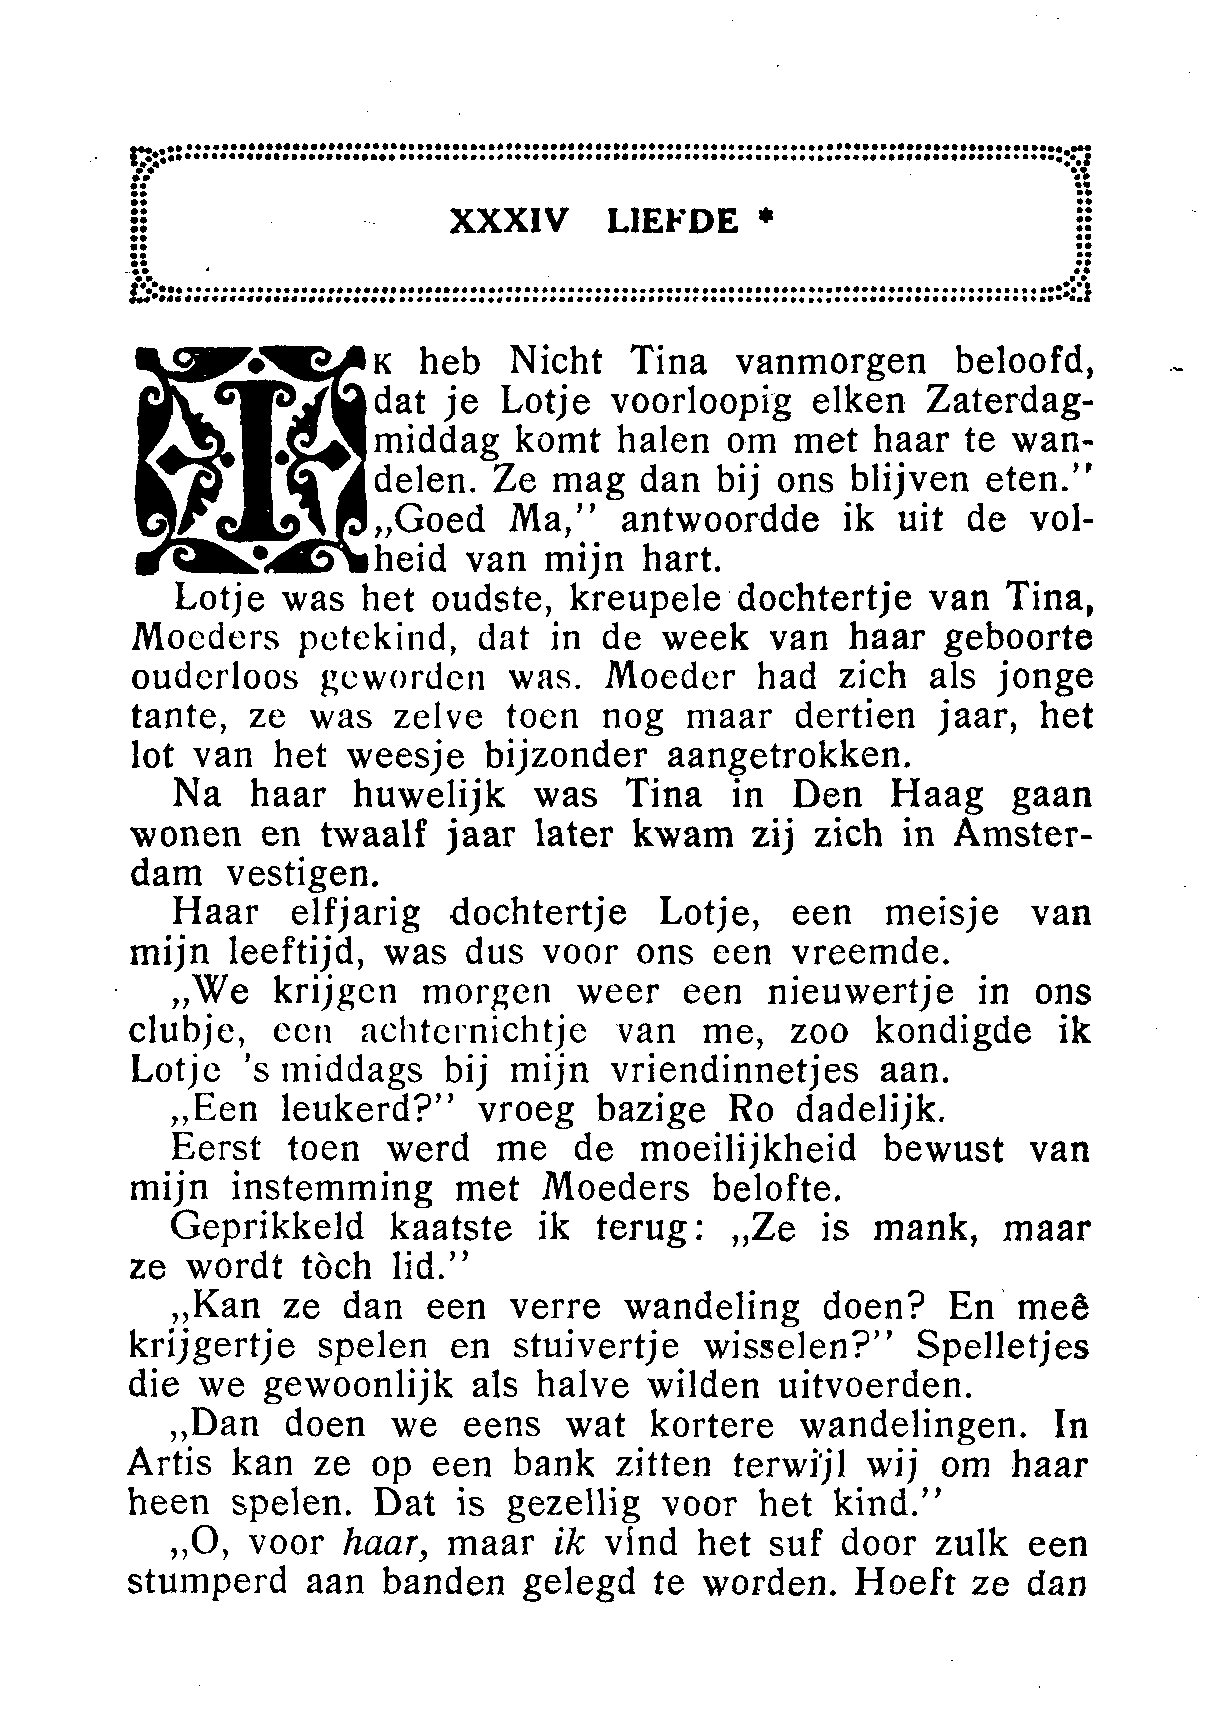 XXXIV LIEFDE *
IK heb Nicht Tina vanmorgen beloofd,
dat je Lotje voorloopig elken Zaterdag-
middag komt halen om met haar te wan-
delen. Ze mag dan bij ons blijven eten.”
„Goed Ma,” antwoordde ik uit de vol-
heid van mijn hart.
Lotje was het oudste, kreupele dochtertje van Tina,
Moeders petekind, dat in de week van haar geboorte
ouderloos geworden was. Moeder had zich als jonge
tante, ze was zelve toen nog maar dertien jaar, het
lot van het weesje bijzonder aangetrokken.
Na haar huwelijk was Tina in Den Haag gaan
wonen en twaalf jaar later kwam zij zich in Amster-
dam vestigen.
Haar elfjarig dochtertje Lotje, een meisje van
mijn leeftijd, was dus voor ons een vreemde.
„We krijgen morgen weer een nieuwertje in ons
clubje, een achternichtje van me, zoo kondigde ik
Lotje 's middags bij mijn vriendinnetjes aan.
„Een leukerd?” vroeg bazige Ro dadelijk.
Eerst toen werd me de moeilijkheid bewust van
mijn instemming met Moeders belofte.
Geprikkeld kaatste ik terug: „Ze is mank, maar
ze wordt tòch lid.”
„Kan ze dan een verre wandeling doen? En meê
krijgertje spelen en stuivertje wisselen?” Spelletjes
die we gewoonlijk als halve wilden uitvoerden.
„Dan doen we eens wat kortere wandelingen. In
Artis kan ze op een bank zitten terwijl wij om haar
heen spelen. Dat is gezellig voor het kind.”
„O, voor haar, maar ik vind het suf door zulk een
stumperd aan banden gelegd te worden. Hoeft ze dan